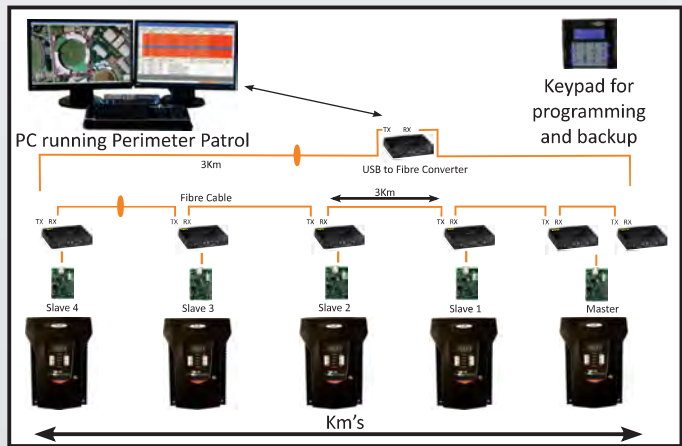 Keypad for
programming
and backup
PC running Perimeter Patrol
TX RX
USB to Fibre Converter
3Km
3Km
Fibre Cable
TX RX
TX RX
TX RX
TX RX
TX RX
TX RX
Slave 4
Slave 3
Slave 2
Slave 1
Master
Km's